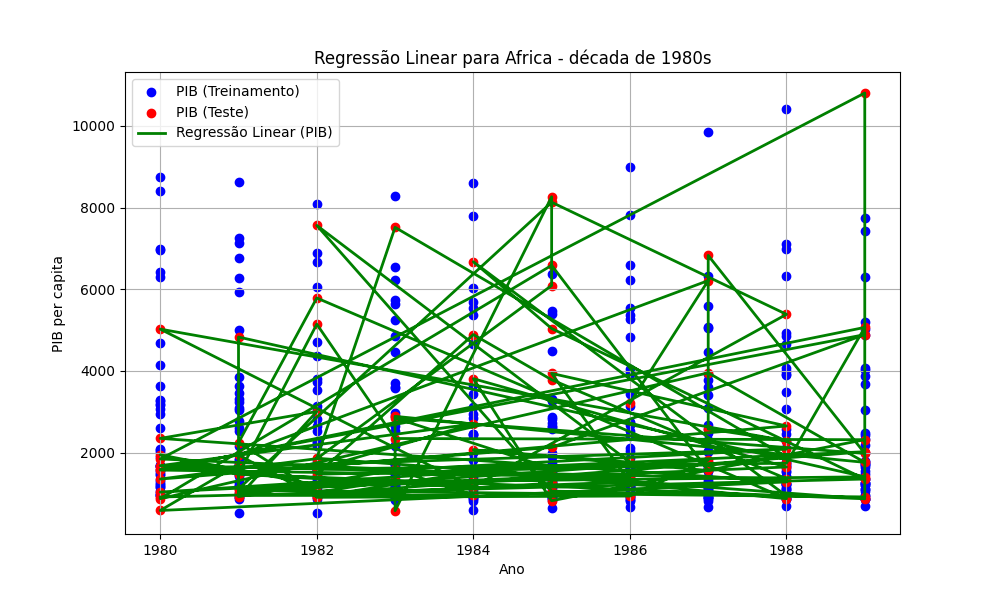 Regressão Linear para Africa - década de 1980s
PIB (Treinamento)
PIB (Teste)
Regressão Linear (PIB)
PIB per capita
10000
8000
6000
4000
2000
1980
1982
1984
1986
1988
Ano